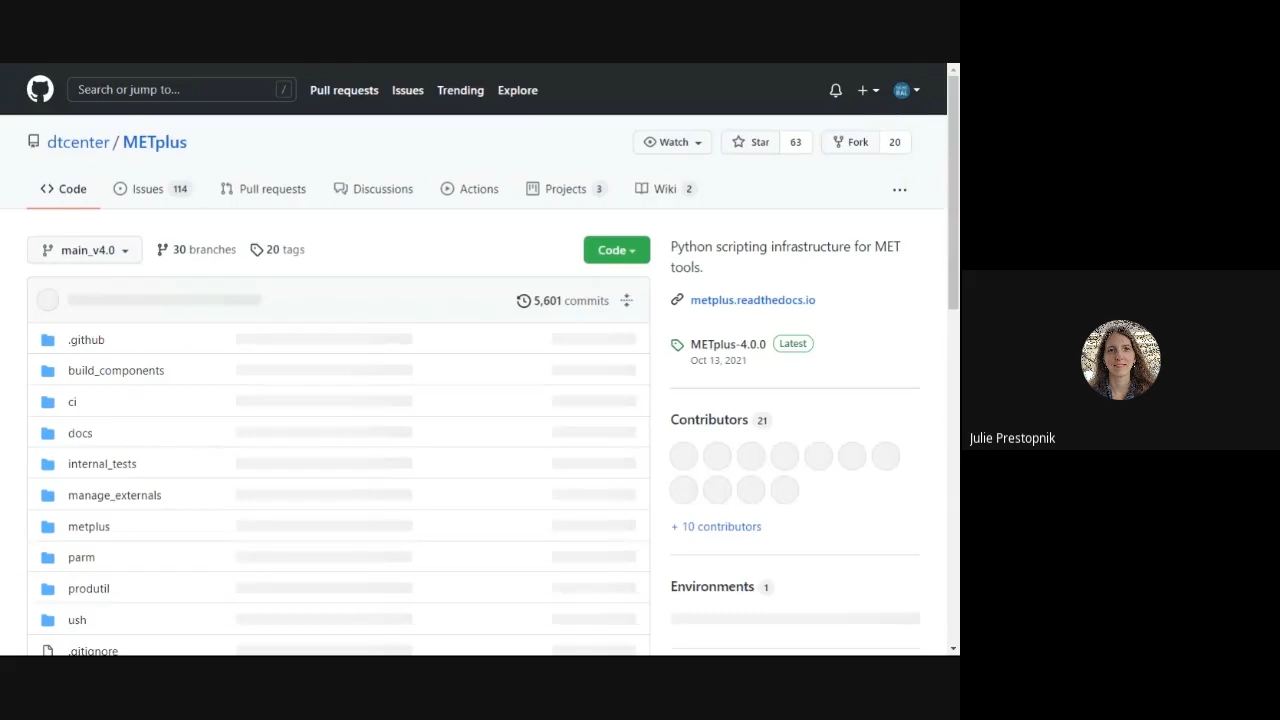 Search or jump to... /
Pull requests Issues Trending Explore
dtcenter / METplus
Watch Star 63 Fork 20
Code Issues 114 Pull requests Discussions Actions Projects 3 Wiki 2
main_v4.0 30 branches 20 tags Code
5,601 commits
.github
build_components
ci
docs
internal_tests
manage_externals
metplus
parm
produtil
ush
.gitignore
Python scripting infrastructure for MET
tools.
metplus.readthedocs.io
METplus-4.0.0 Latest
Oct 13, 2021
Contributors 21
+ 10 contributors
Environments 1
Julie Prestopnik